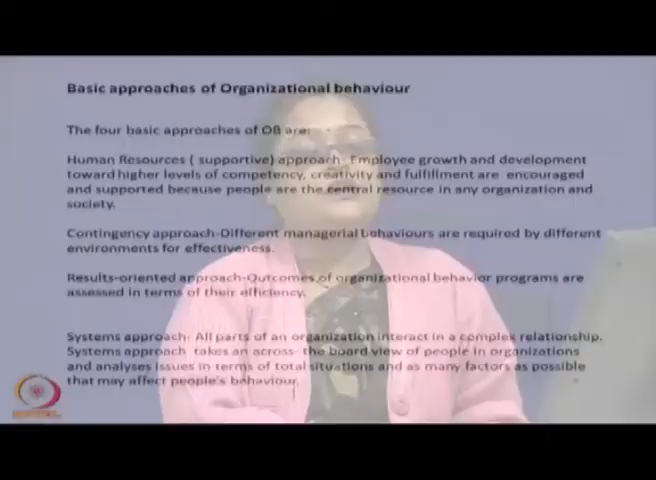 Basic approaches of Organizational behaviour
The four basic approaches of OB are:
Human Resources ( supportive) approach- Employee growth and development
toward higher levels of competency, creativity and fulfillment are encouraged
and supported because people are the central resource in any organization and
society.
Contingency approach-Different managerial behaviours are required by different
environments for effectiveness.
Results-oriented approach-Outcomes of organizational behavior programs are
assessed in terms of their efficiency.
Systems approach- All parts of an organization interact in a complex relationship.
Systems approach takes an across- the board view of people in organizations
and analyses issues in terms of total situations and as many factors as possible
that may affect people's behaviour.